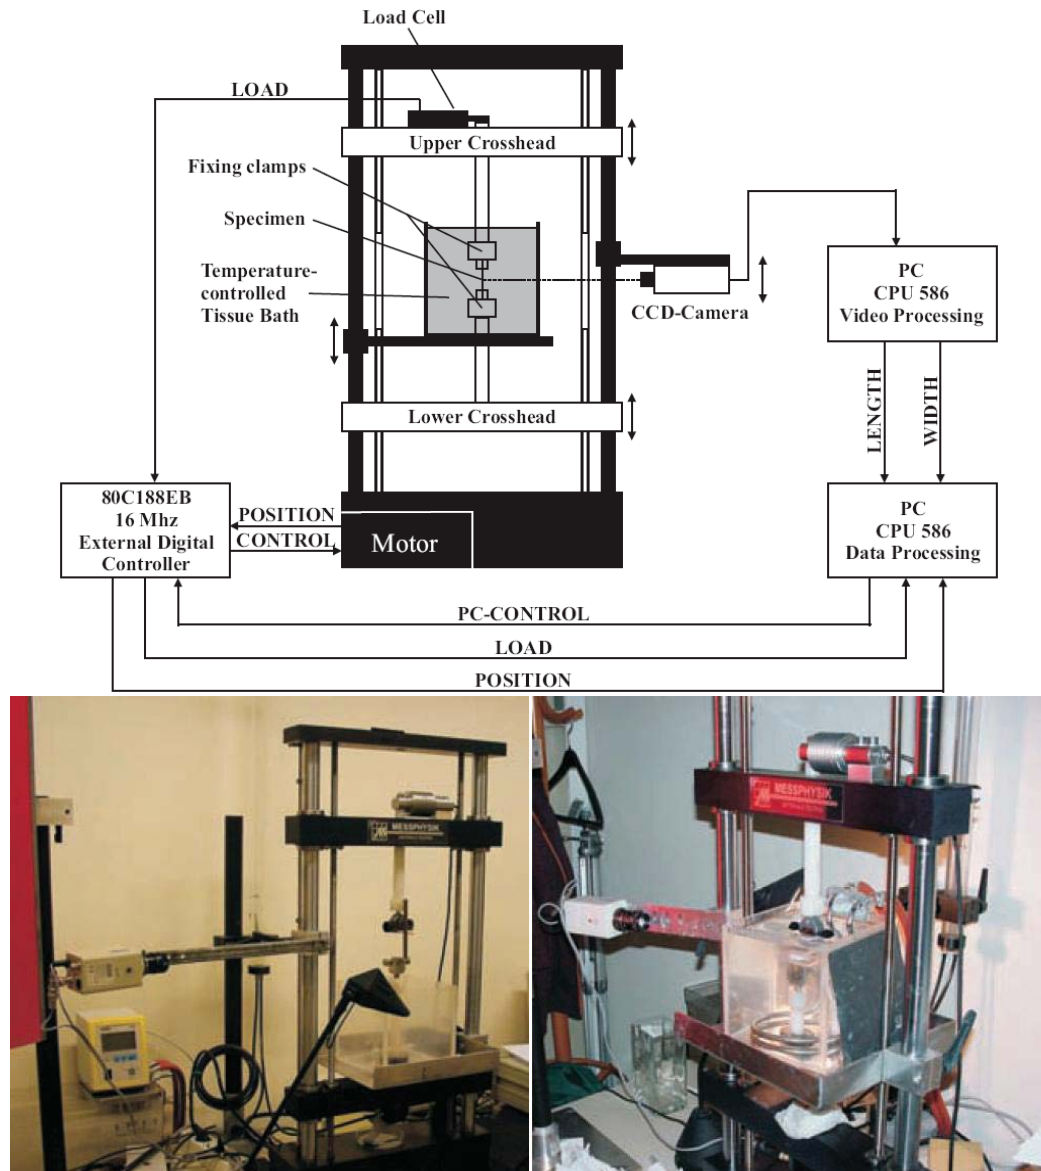 Load Cell
LOAD
Upper Crosshead
Fixing clamps
Specimen
Temperature-
controlled
Tissue Bath
CCD-Camera
PC
CPU 586
Video Processing
LENGTH
WIDTH
Lower Crosshead
80C188EB
16 Mhz
External Digital
Controller
POSITION
CONTROL
Motor
PC
CPU 586
Data Processing
PC-CONTROL
LOAD
POSITION
MESSPHYSIK
MESSPHYSIK